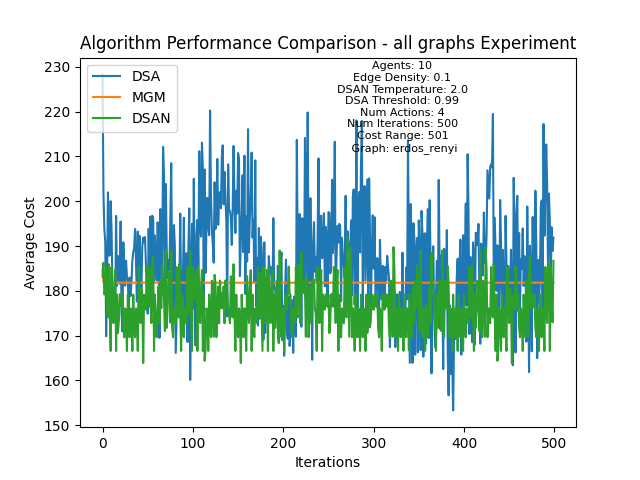 Algorithm Performance Comparison - all graphs Experiment
DSA
MGM
DSAN
Agents: 10
Edge Density: 0.1
DSAN Temperature: 2.0
DSA Threshold: 0.99
Num Actions: 4
Num Iterations: 500
Cost Range: 501
Graph: erdos_renyi
Average Cost
230
220
210
200
190
180
170
160
150
0 100 200 300 400 500
Iterations